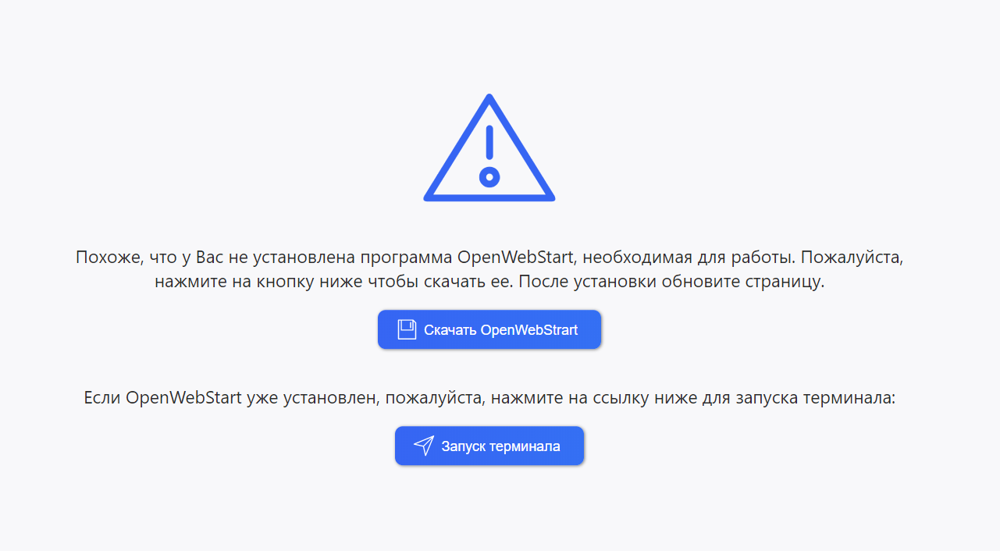 Похоже, что у Вас не установлена программа OpenWebStart, необходимая для работы. Пожалуйста,
нажмите на кнопку ниже чтобы скачать ее. После установки обновите страницу.
Скачать OpenWebStrart
Если OpenWebStart уже установлен, пожалуйста, нажмите на ссылку ниже для запуска терминала:
Запуск терминала